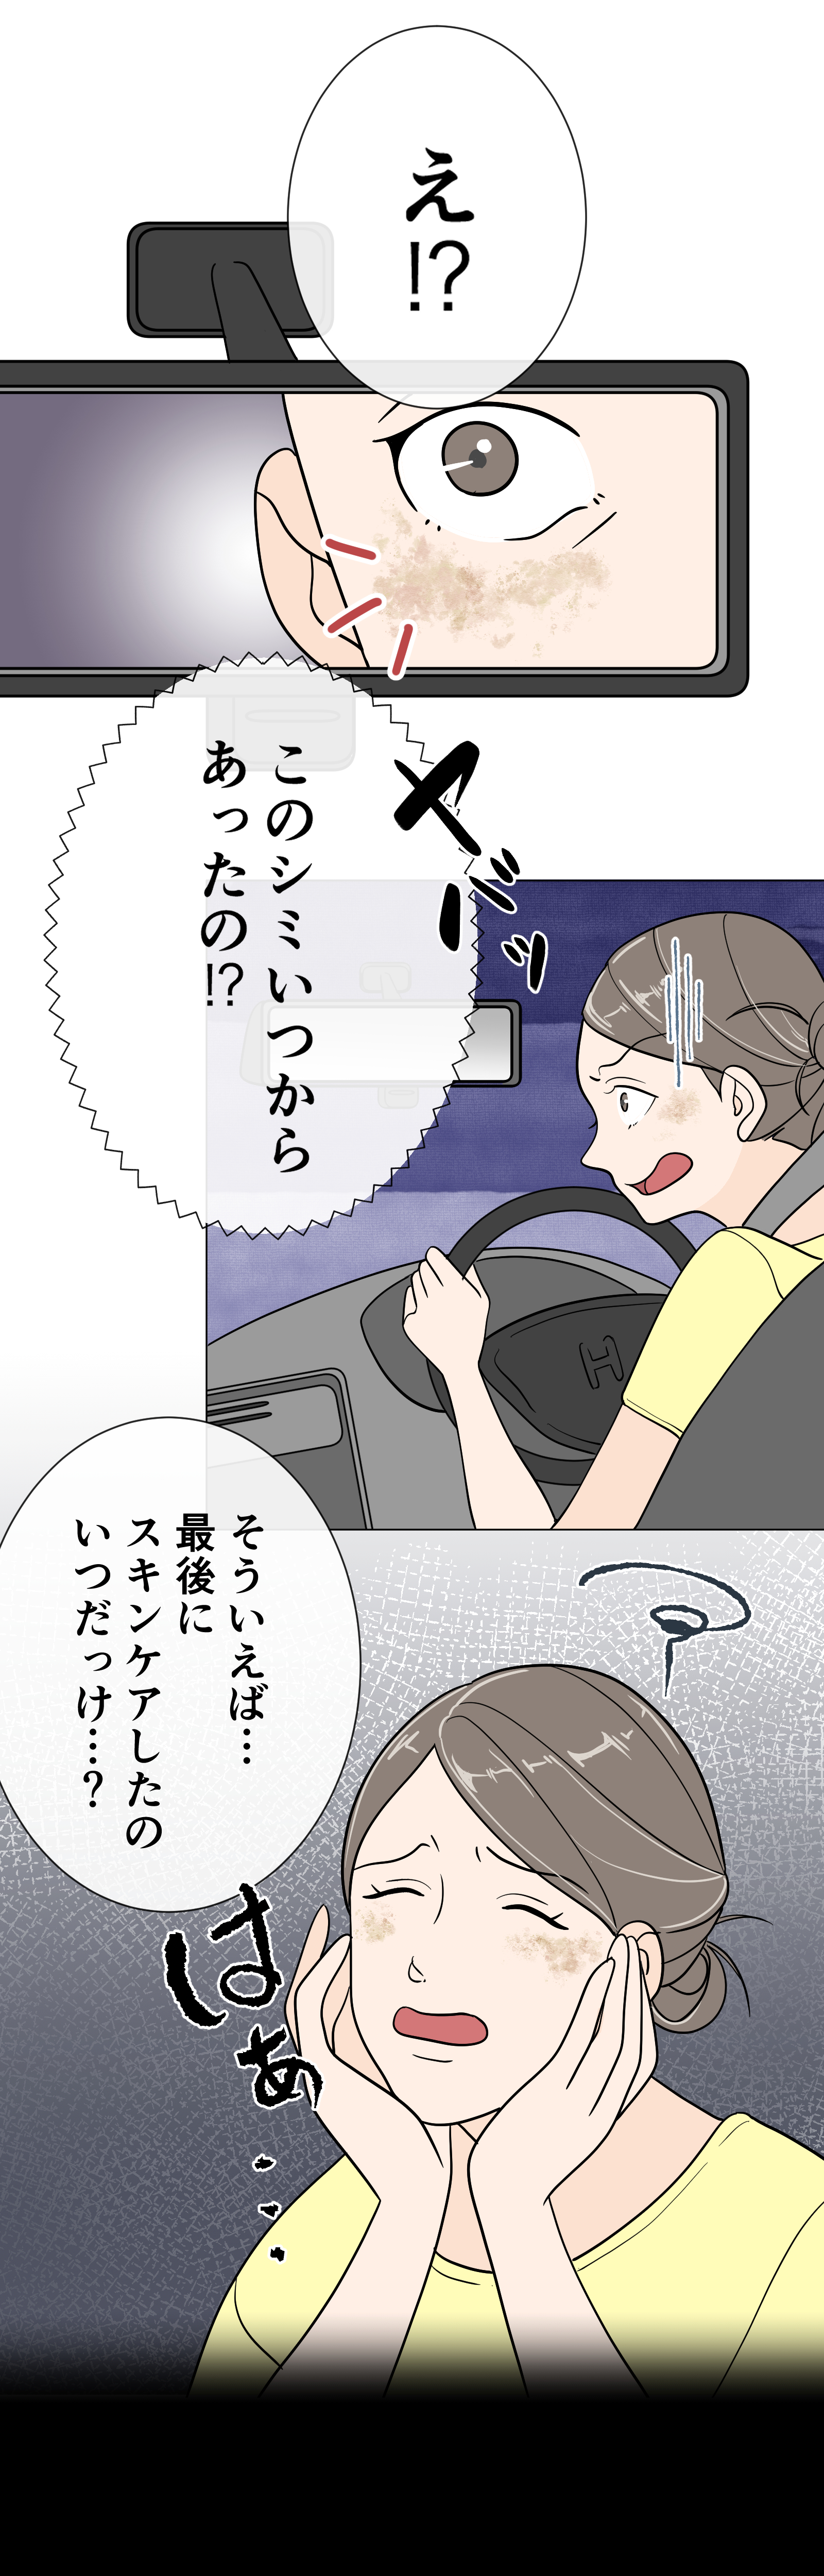 え!?
このシミいつから
あったの!?
ヤバッ
H
そういえば…
最後に
スキンケアしたの
いつだっけ…?
はぁ…